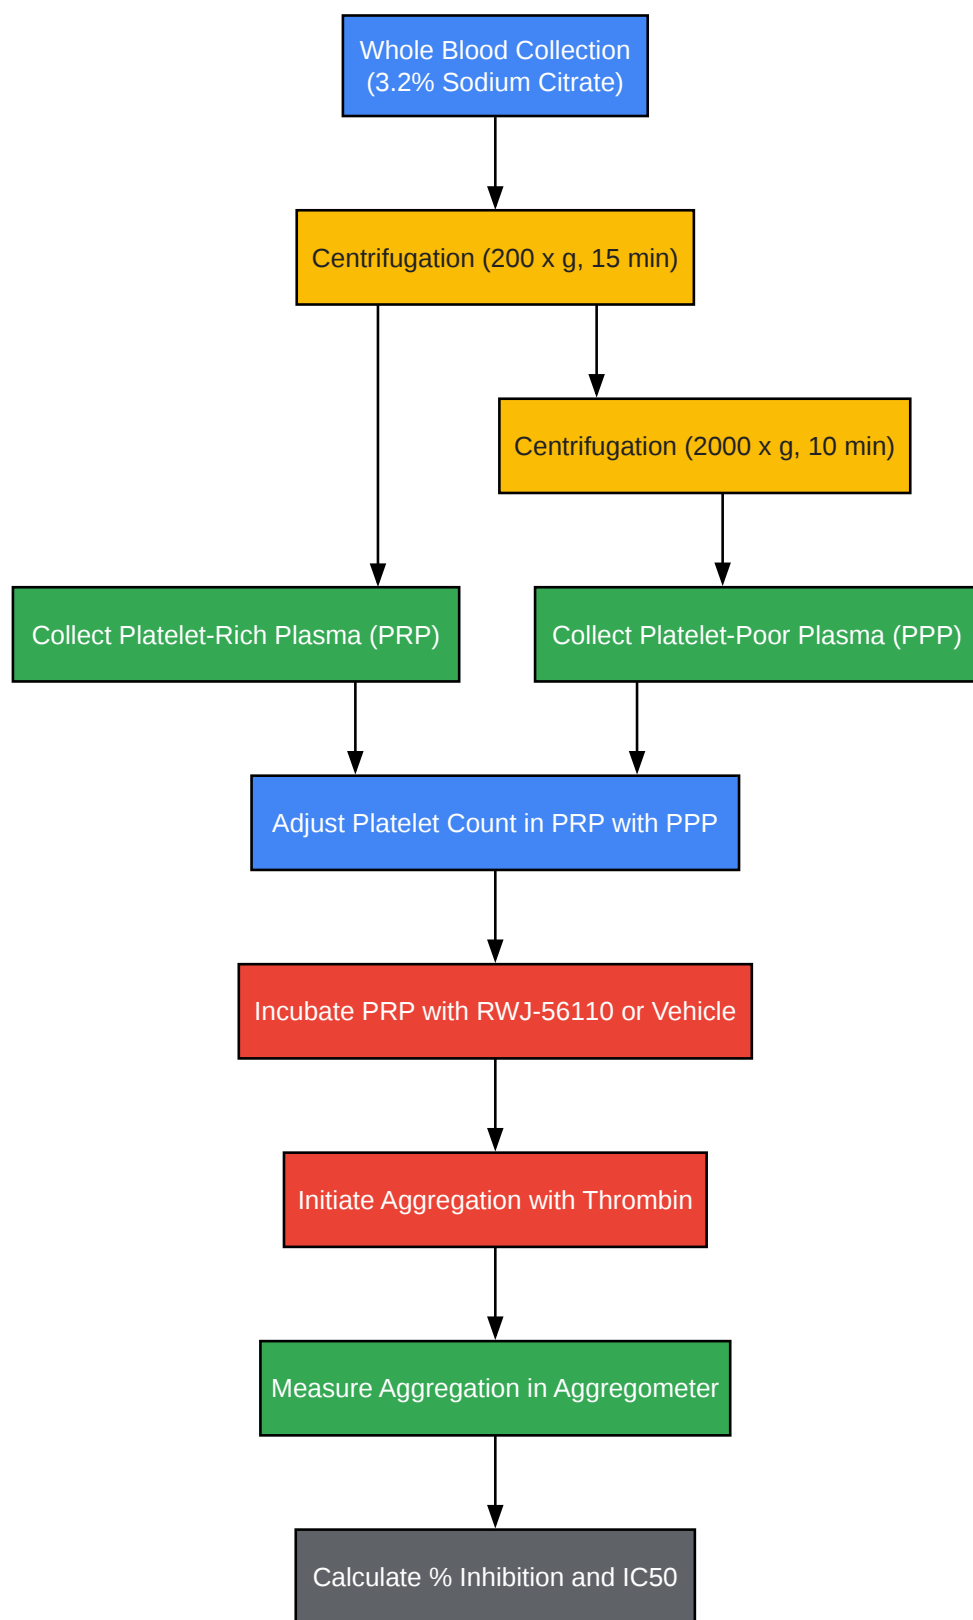 Whole Blood Collection
(3.2% Sodium Citrate)
Centrifugation (200 x g, 15 min)
Centrifugation (2000 x g, 10 min)
Collect Platelet-Rich Plasma (PRP)
Collect Platelet-Poor Plasma (PPP)
Adjust Platelet Count in PRP with PPP
Incubate PRP with RWJ-56110 or Vehicle
Initiate Aggregation with Thrombin
Measure Aggregation in Aggregometer
Calculate % Inhibition and IC50